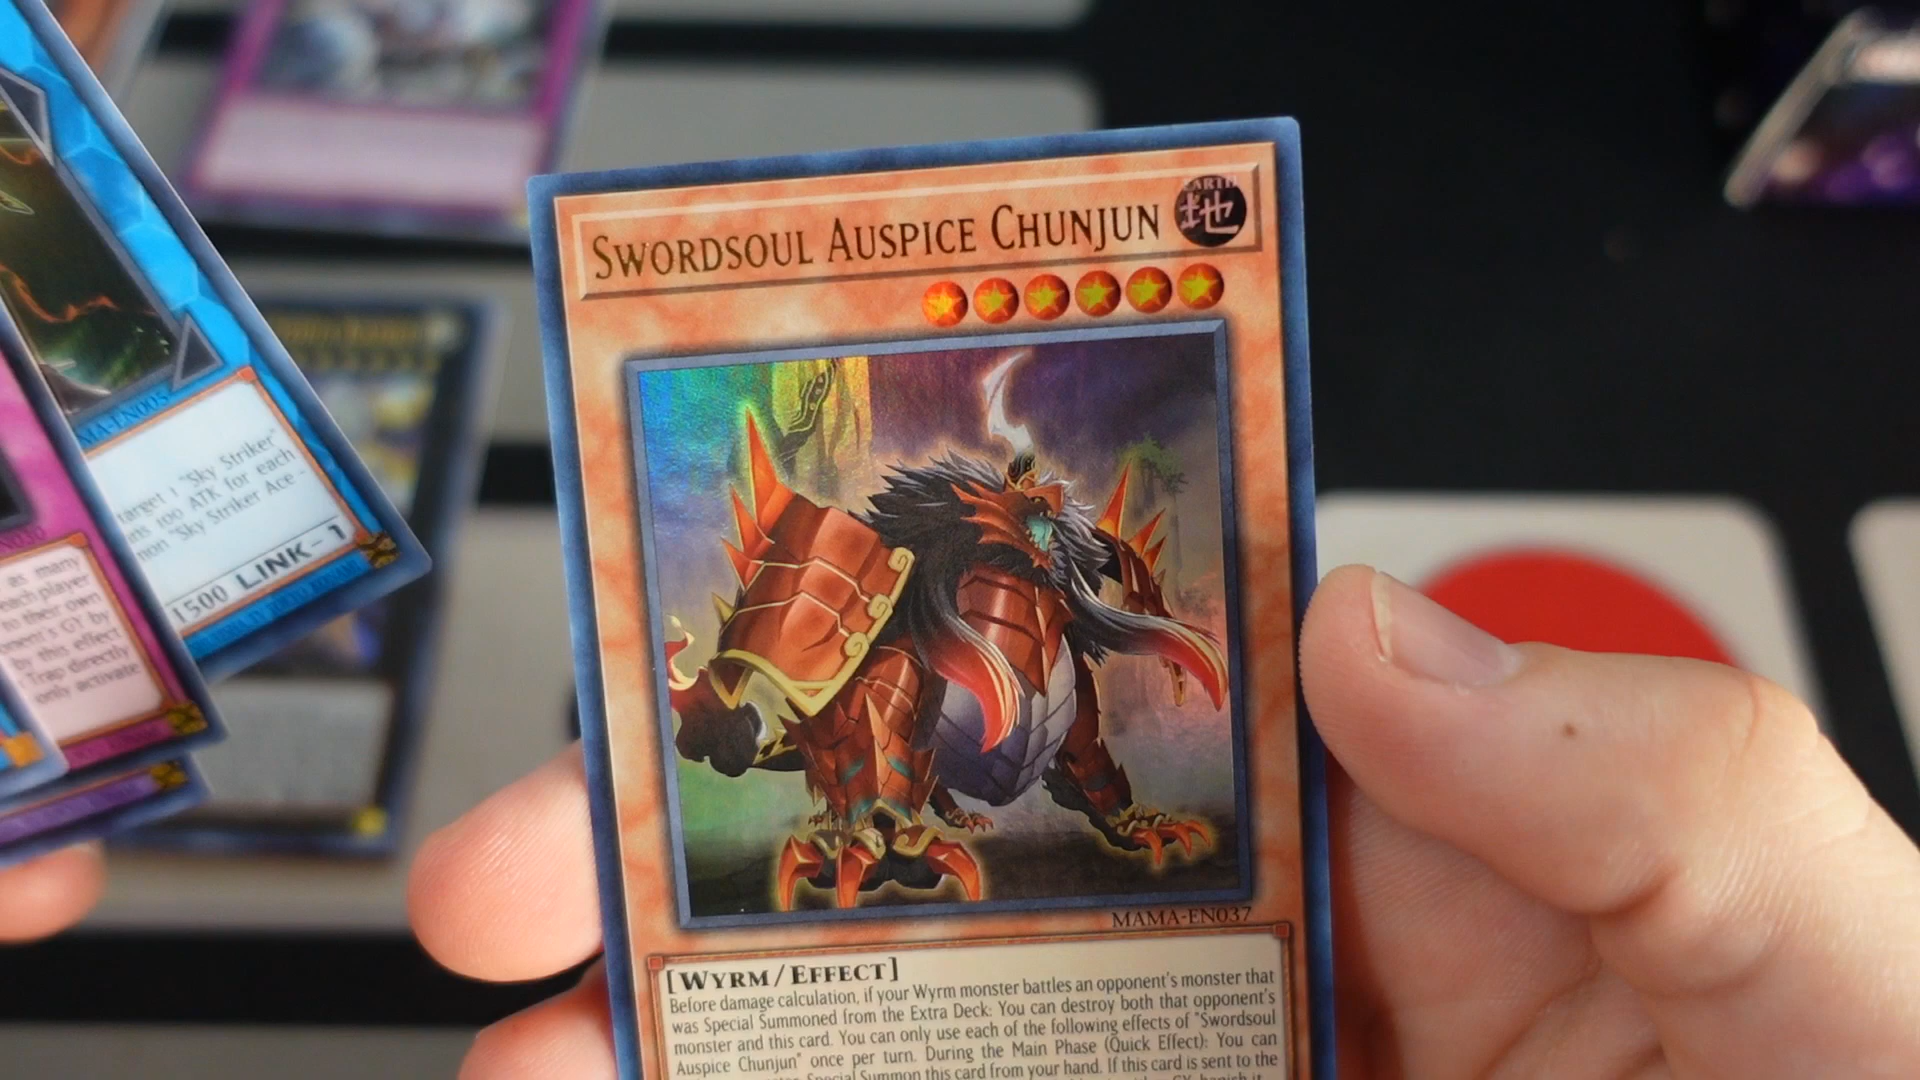 SWORDSOUL AUSPICE CHUNJUN
EARTH
地
MAMA-EN037
[WYRM/EFFECT]
Before damage calculation, if your Wyrm monster battles an opponent's monster that
was Special Summoned from the Extra Deck: You can destroy both that opponent's
monster and this card. You can only use each of the following effects of "Swordsoul
Auspice Chunjun" once per turn. During the Main Phase (Quick Effect): You can
Special Summon this card from your hand. If this card is sent to the
MA-EN005
target 1 "Sky Striker"
100 ATK for each
"Sky Striker Ace -
1500 LINK-1
as many
each player
to their own
GY by
by this effect
Trap directly
only activate